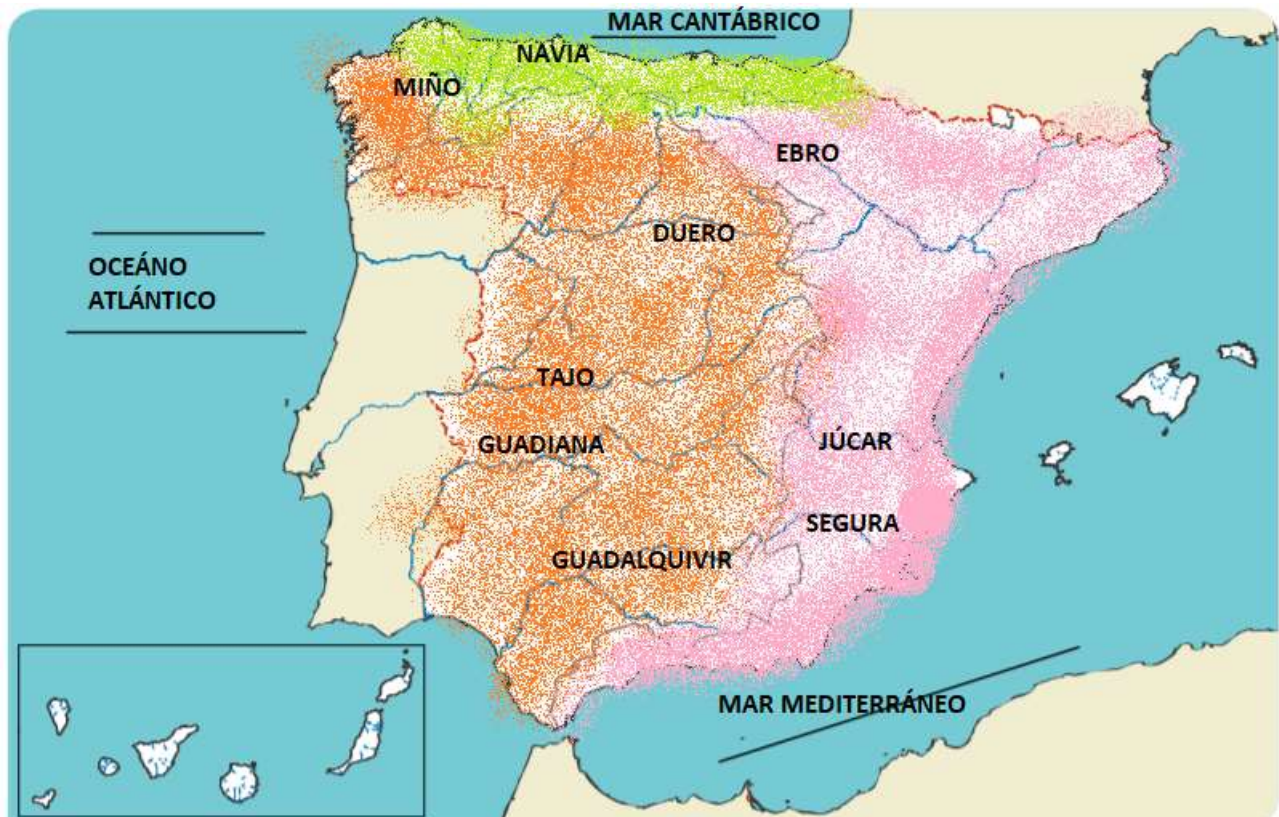 MAR CANTÁBRICO
NAVIA
MIÑO
EBRO
DUERO
OCEÁNO
ATLÁNTICO
TAJO
GUADIANA
JÚCAR
SEGURA
GUADALQUIVIR
MAR MEDITERRÁNEO